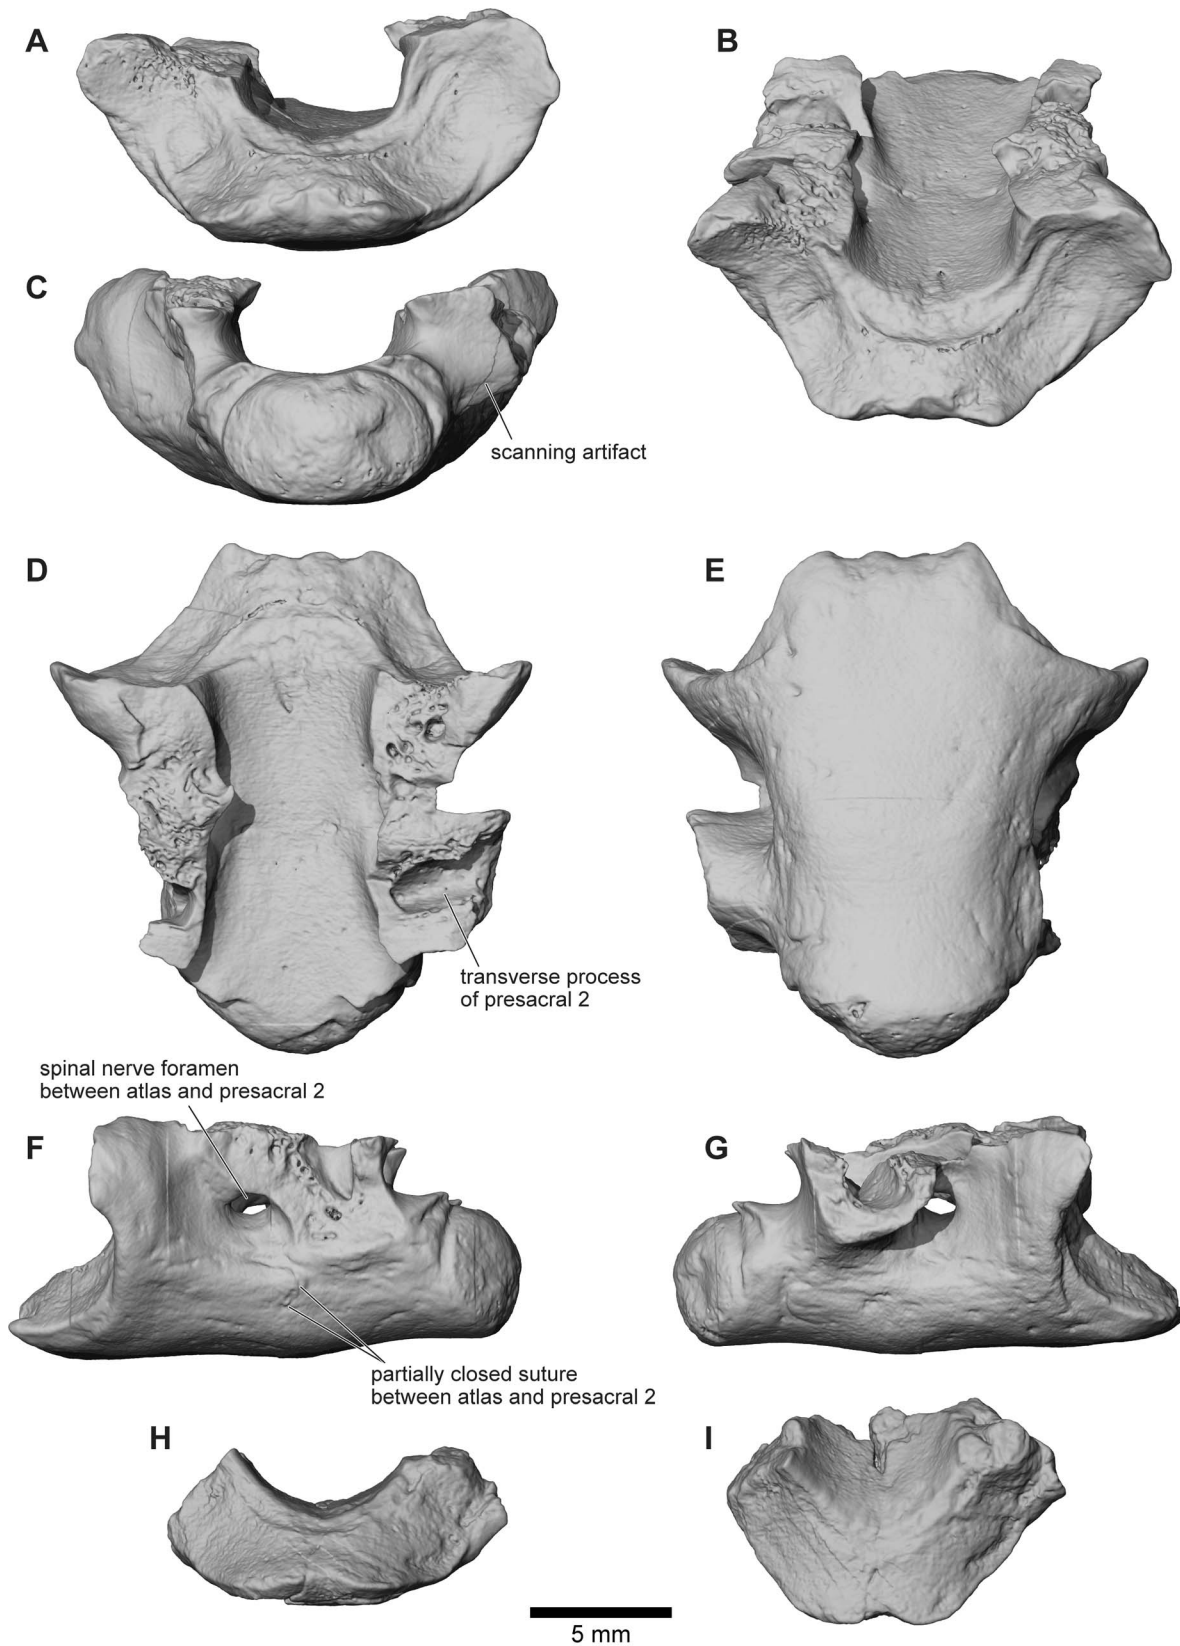 A
B
C
scanning artifact
D
E
transverse process
of presacral 2
spinal nerve foramen
between atlas and presacral 2
F
G
partially closed suture
between atlas and presacral 2
H
I
5 mm